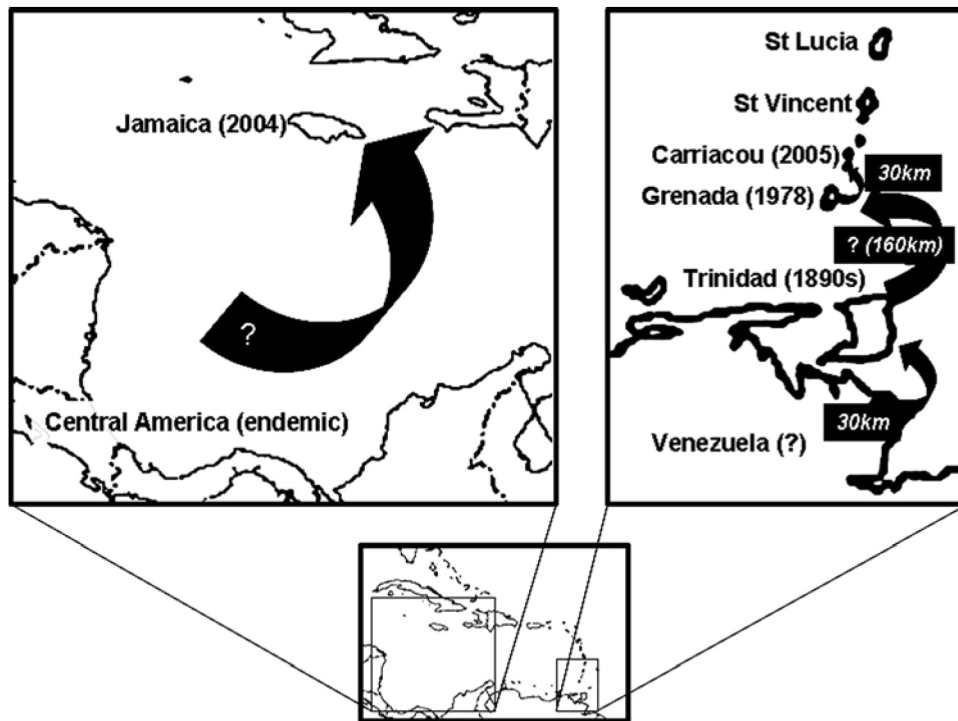 Jamaica (2004)
?
Central America (endemic)
St Lucia
St Vincent
Carriacou (2005)
30km
Grenada (1978)
? (160km)
Trinidad (1890s)
30km
Venezuela (?)